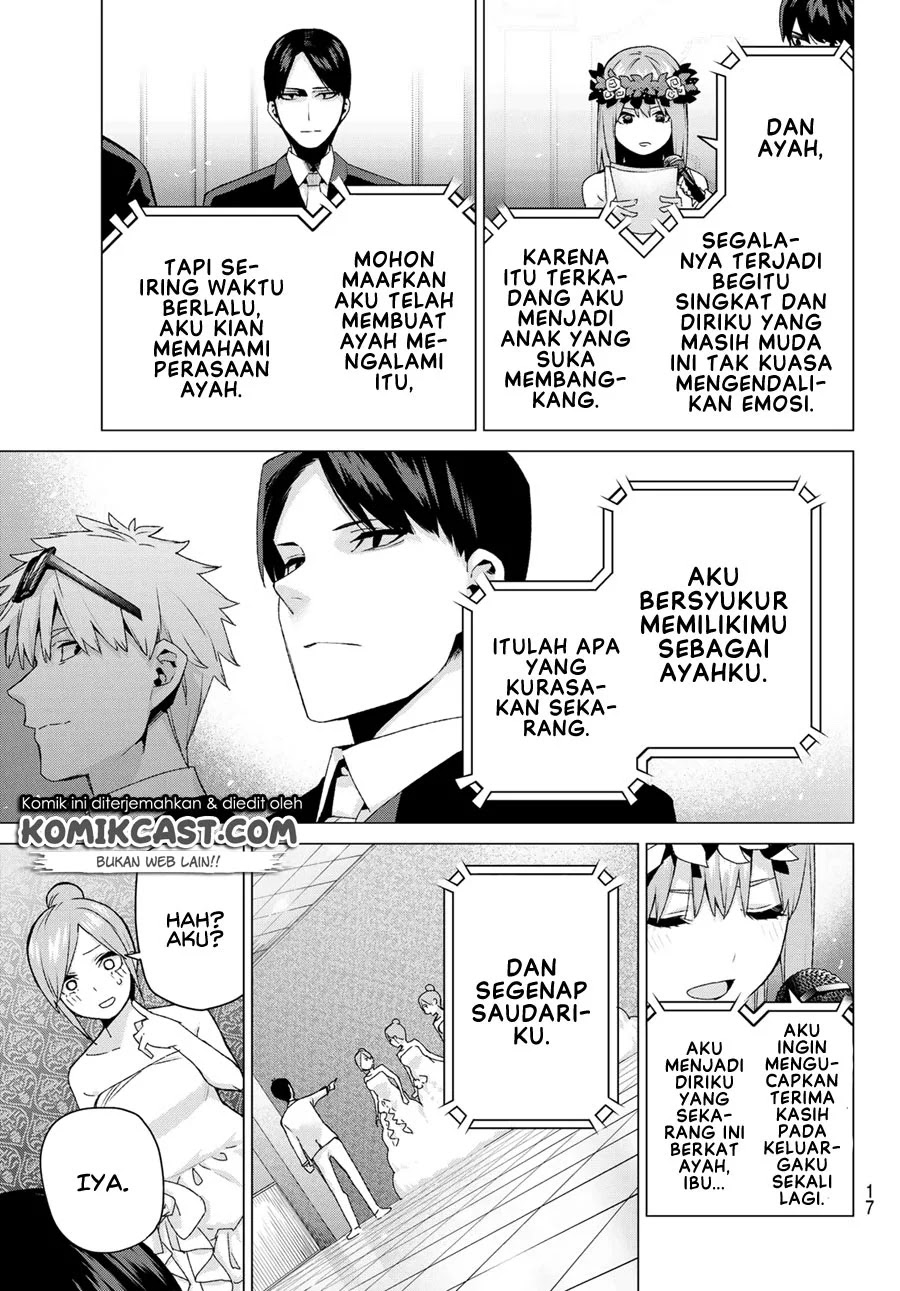 DAN
AYAH,
SEGALA-
NYA TERJADI
BEGITU
SINGKAT DAN
DIRIKU YANG
MASIH MUDA
INI TAK KUASA
MENGENDALI-
KAN EMOSI.
KARENA
ITU TERKA-
DANG AKU
MENJADI
ANAK YANG
SUKA
MEMBANG-
KANG.
MOHON
MAAFKAN
AKU TELAH
MEMBUAT
AYAH ME-
NGALAMI
ITU,
TAPI SE-
IRING WAKTU
BERLALU,
AKU KIAN
MEMAHAMI
PERASAAN
AYAH.
AKU
BERSYUKUR
MEMILIKIMU
SEBAGAI
AYAHKU.
ITULAH APA
YANG
KURASA-
KAN SEKA-
RANG.
Komik ini diterjemahkan & diedit oleh
KOMIKCAST.COM
BUKAN WEB LAIN!!
AKU
INGIN
MENGU-
CAPKAN
TERIMA
KASIH
PADA
KELUAR-
GAKU
SEKALI
LAGI.
AKU
MENJADI
DIRIKU
YANG
SEKA-
RANG INI
BERKAT
AYAH,
IBU...
DAN
SEGENAP
SAUDARI-
KU.
HAH?
AKU?
IYA.
17